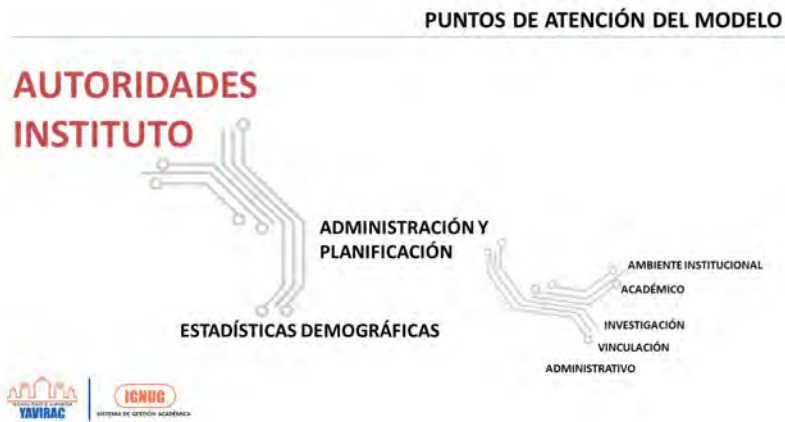 PUNTOS DE ATENCIÓN DEL MODELO
AUTORIDADES
INSTITUTO
ADMINISTRACIÓN Y
PLANIFICACIÓN
AMBIENTE INSTITUCIONAL
ACADÉMICO
INVESTIGACIÓN
ESTADÍSTICAS DEMOGRÁFICAS
VINCULACIÓN
ADMINISTRATIVO
YAVIRAC
IGNUG
SISTEMA DE GESTIÓN ACADÉMICA